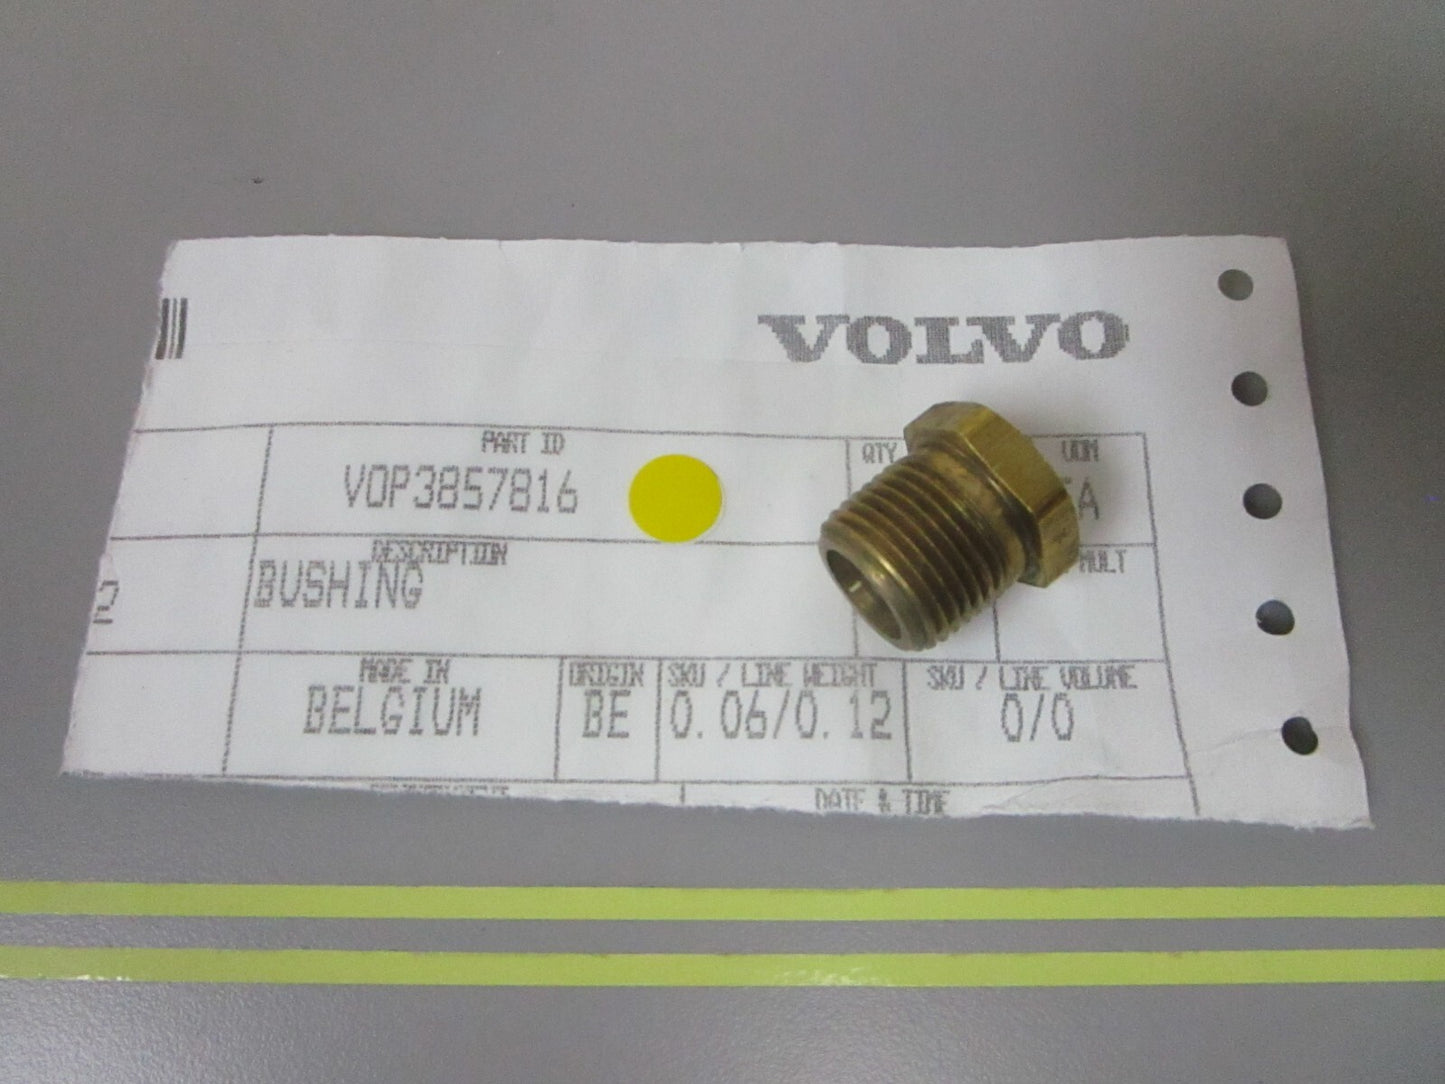 VOLVO
PART ID
QTY
UOM
VOP3857816
EA
DESCRIPTION
MULT
BUSHING
2
MADE IN
ORIGIN
SKU / LINE WEIGHT
SKU / LINE VOLUME
BELGIUM
BE
0.06/0.12
0/0
DATE & TIME